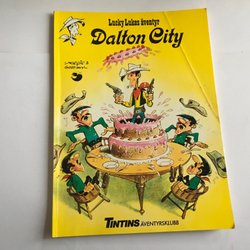 Lucky Lukes äventyr
Dalton City
TINTINS ÄVENTYRSKLUBB